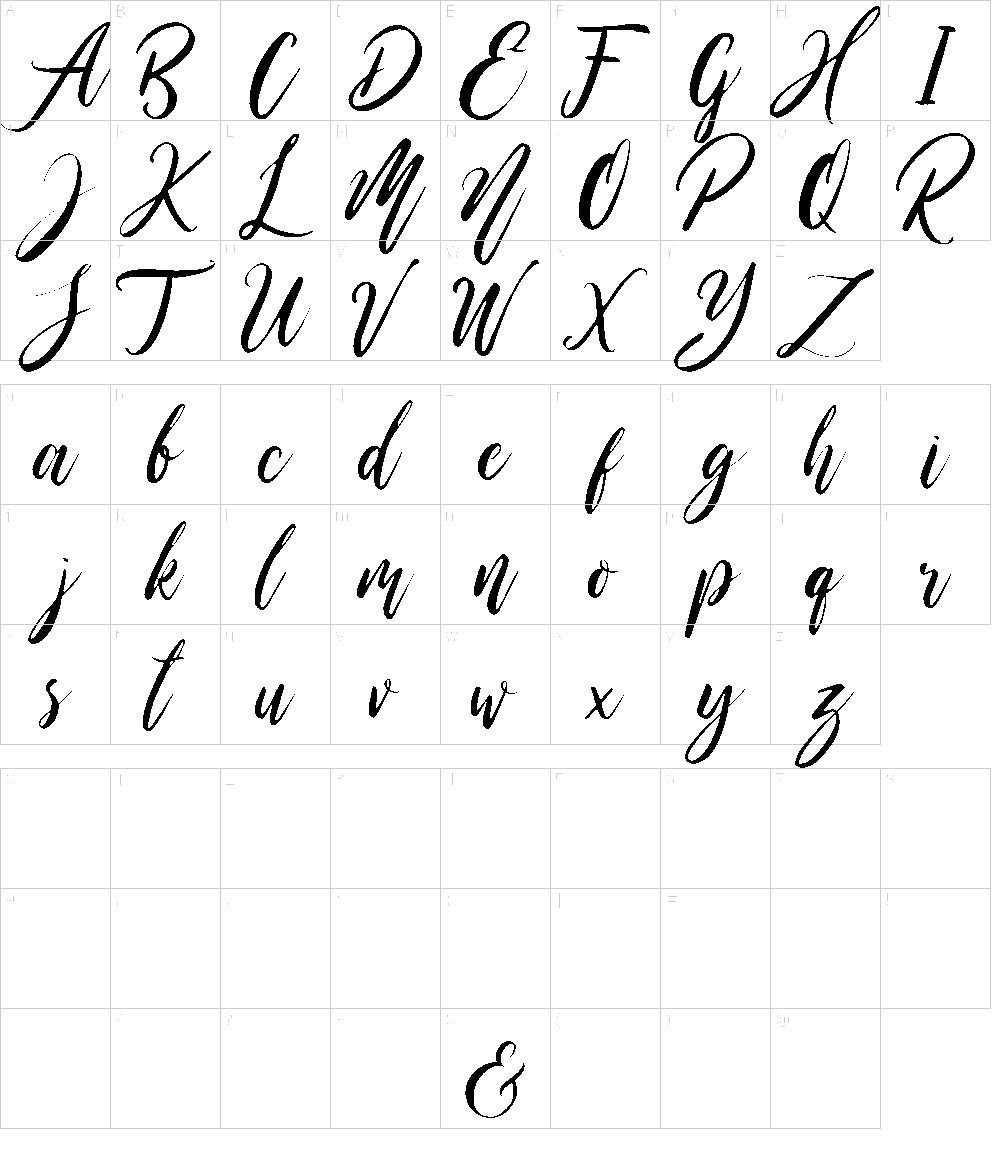 A B C D E F G H I
J K L M N O P Q R
S T U V W X Y Z
a b c d e f g h i
j k l m n o p q r
s t u v w x y z
&